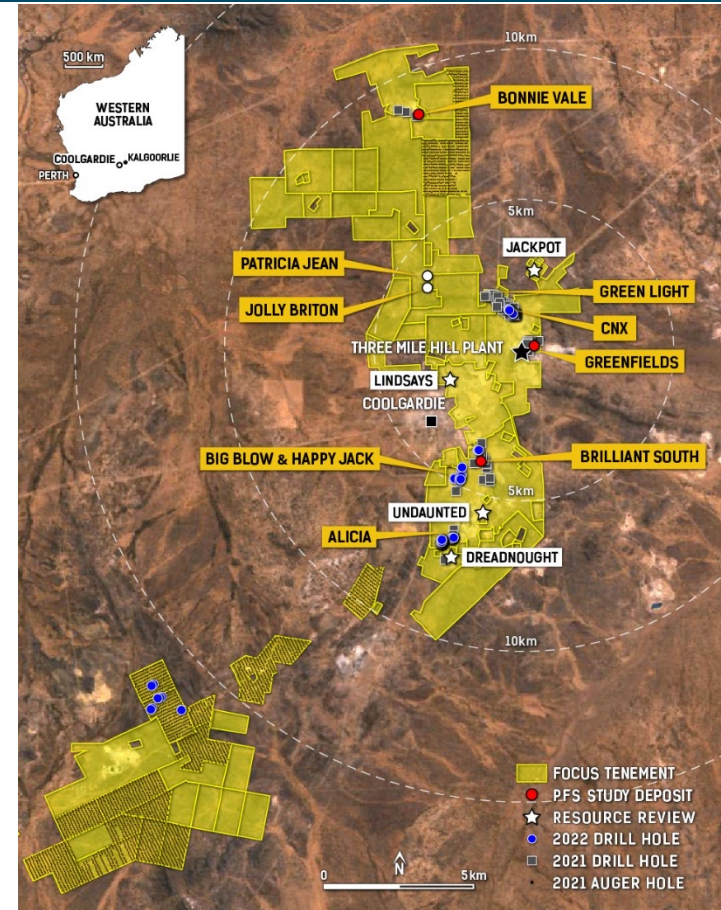 10km
500 km
WESTERN
AUSTRALIA
COOLGARDIE
KALGOORLIE
PERTH
BONNIE VALE
5km
JACKPOT
PATRICIA JEAN
GREEN LIGHT
JOLLY BRITON
CNX
THREE MILE HILL PLANT
GREENFIELDS
LINDSAYS
COOLGARDIE
BIG BLOW & HAPPY JACK
BRILLIANT SOUTH
5km
UNDAUNTED
ALICIA
DREADNOUGHT
10km
FOCUS TENEMENT
PFS STUDY DEPOSIT
RESOURCE REVIEW
2022 DRILL HOLE
2021 DRILL HOLE
2021 AUGER HOLE
N
0 5km